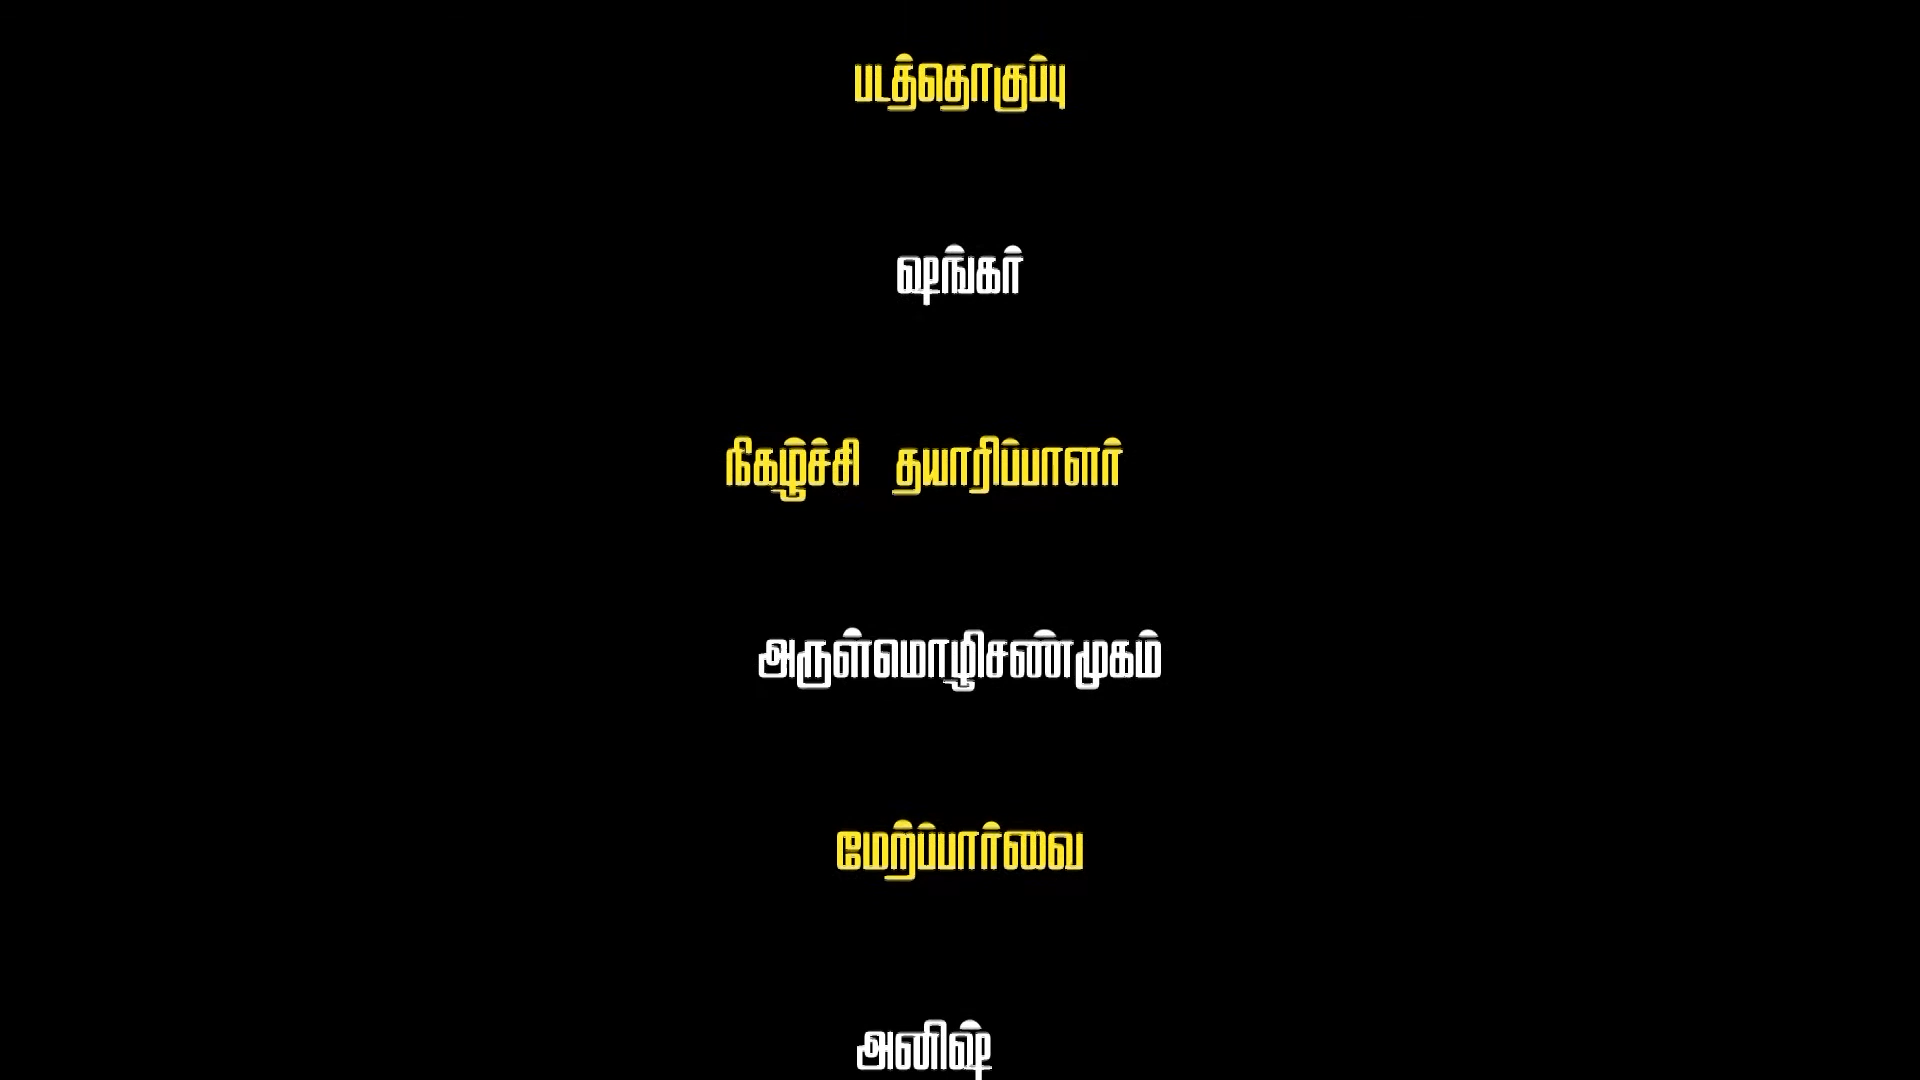 படத்தொகுப்பு
ஷங்கர்
நிகழ்ச்சி தயாரிப்பாளர்
அருள்மொழிசண்முகம்
மேற்ப்பார்வை
அனிஷ்